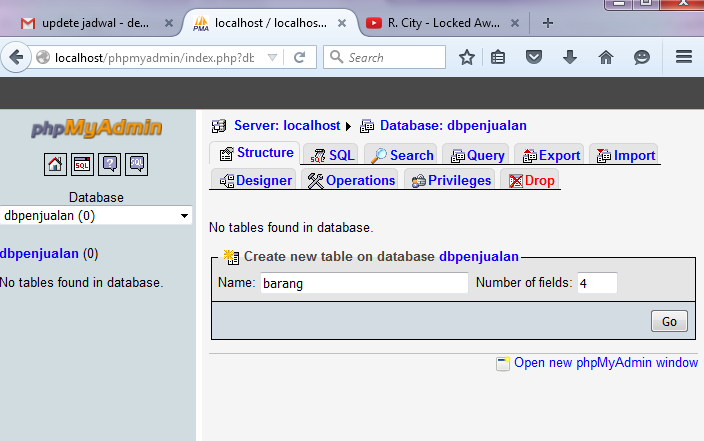 updete jadwal - de...
localhost / localhos...
R. City - Locked Aw...
PMA
localhost/phpmyadmin/index.php?db
Search
phpMyAdmin
Server: localhost
Database: dbpenjualan
SQL
Structure
SQL
Search
Query
Export
Import
Designer
Operations
Privileges
Drop
Database
dbpenjualan (0)
dbpenjualan (0)
No tables found in database.
No tables found in database.
Create new table on database dbpenjualan
Name: barang Number of fields: 4
Go
Open new phpMyAdmin window